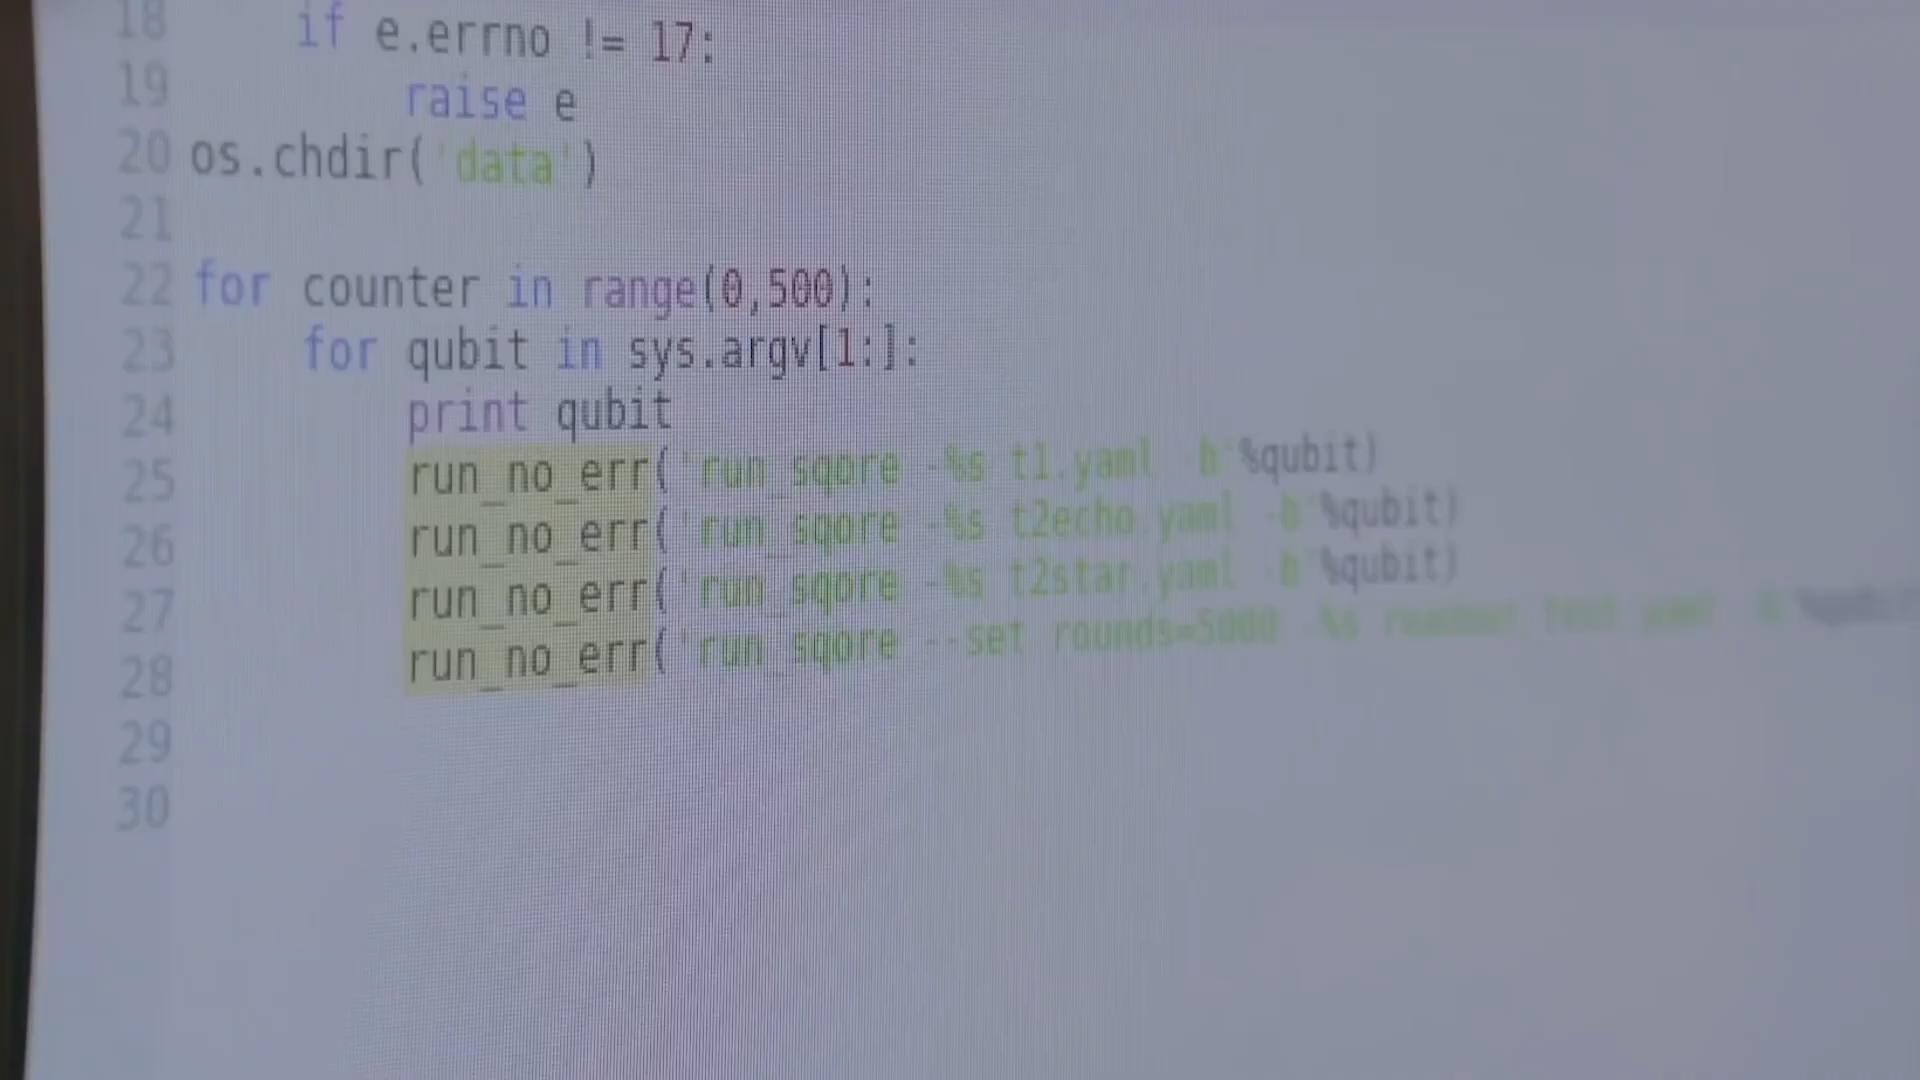 18 if e.errno != 17:
19 raise e
20 os.chdir('data')
21
22 for counter in range(0,500):
23 for qubit in sys.argv[1:]:
24 print qubit
25 run_no_err('run_sqore -%s t1.yaml -b'%qubit)
26 run_no_err('run_sqore -%s t2echo.yaml -b'%qubit)
27 run_no_err('run_sqore -%s t2star.yaml -b'%qubit)
28 run_no_err('run_sqore --set rounds=5000 -%s
29
30